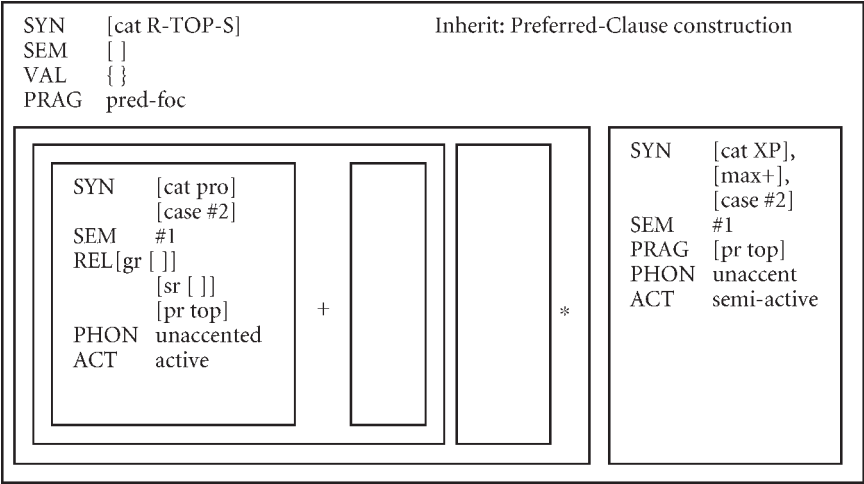 SYN [cat R-TOP-S] Inherit: Preferred-Clause construction
SEM [ ]
VAL { }
PRAG pred-foc
SYN [cat pro]
[case #2]
SEM #1
REL[gr [ ]]
[sr [ ]]
[pr top]
PHON unaccented
ACT active
+
*
SYN [cat XP],
[max+],
[case #2]
SEM #1
PRAG [pr top]
PHON unaccent
ACT semi-active